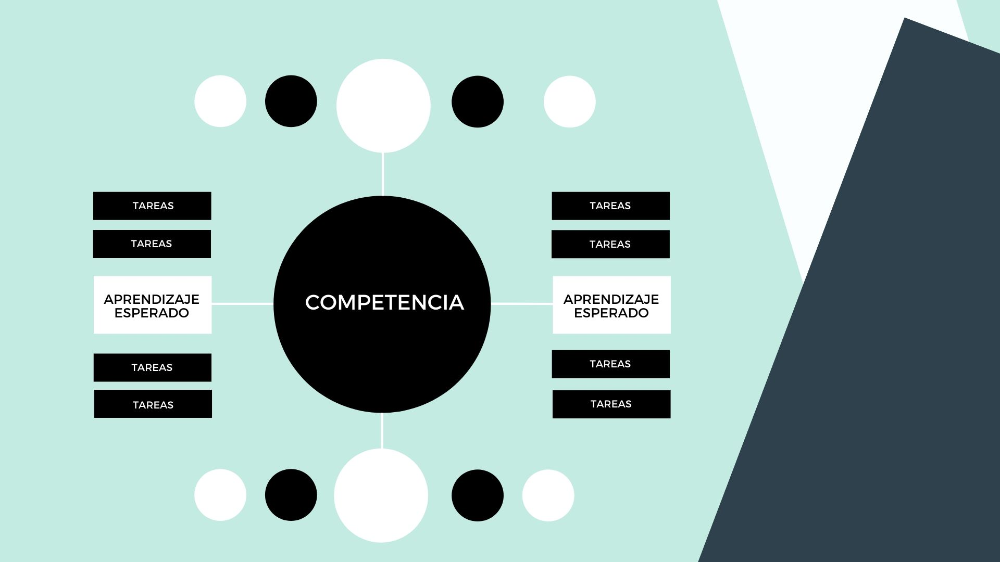 TAREAS
TAREAS
APRENDIZAJE
ESPERADO
TAREAS
TAREAS
COMPETENCIA
TAREAS
TAREAS
APRENDIZAJE
ESPERADO
TAREAS
TAREAS